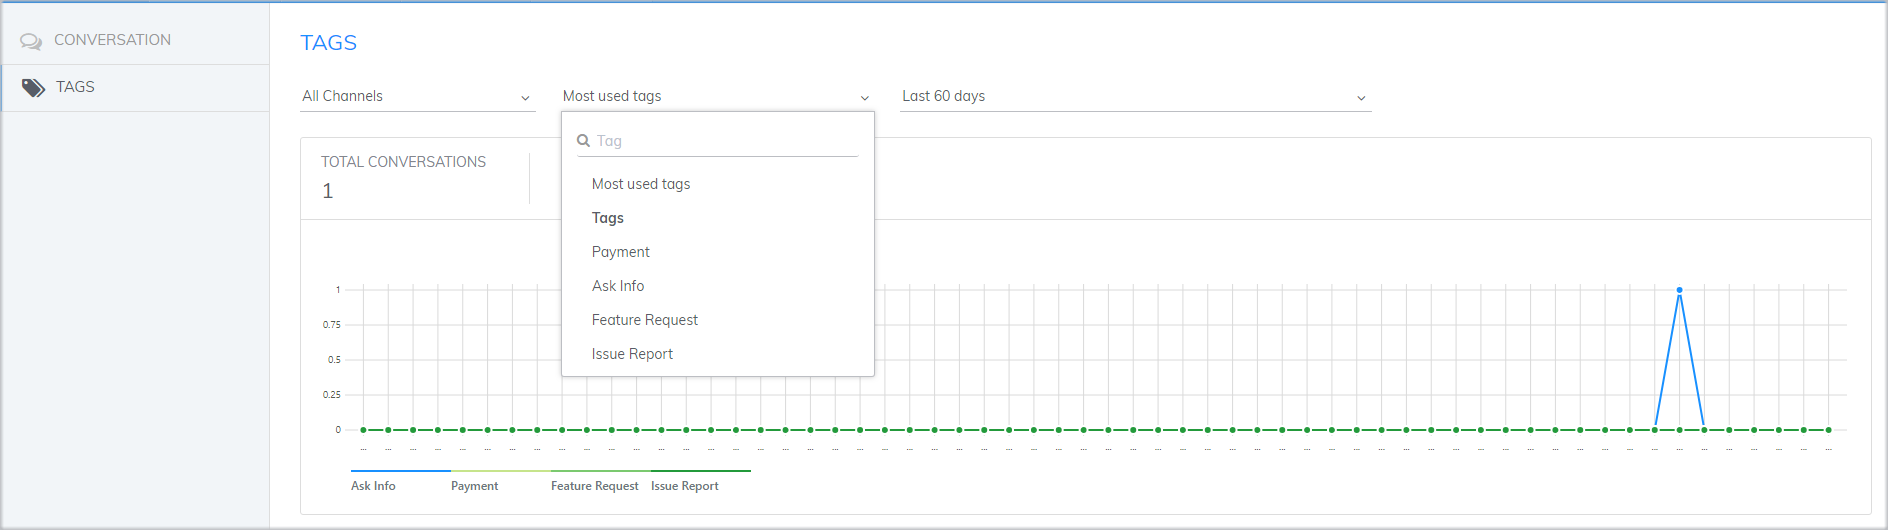 CONVERSATION
TAGS
TAGS
All Channels
Most used tags
Last 60 days
Tag
Most used tags
Tags
Payment
Ask Info
Feature Request
Issue Report
TOTAL CONVERSATIONS
1
1
0.75
0.5
0.25
0
... ... ... ... ... ... ... ... ... ... ... ... ... ... ... ... ... ... ... ... ... ... ... ... ... ... ... ... ... ... ... ... ... ... ... ... ... ... ... ... ... ... ... ... ... ... ... ... ... ... ... ... ... ... ... ... ... ... ... ...
Ask Info Payment Feature Request Issue Report